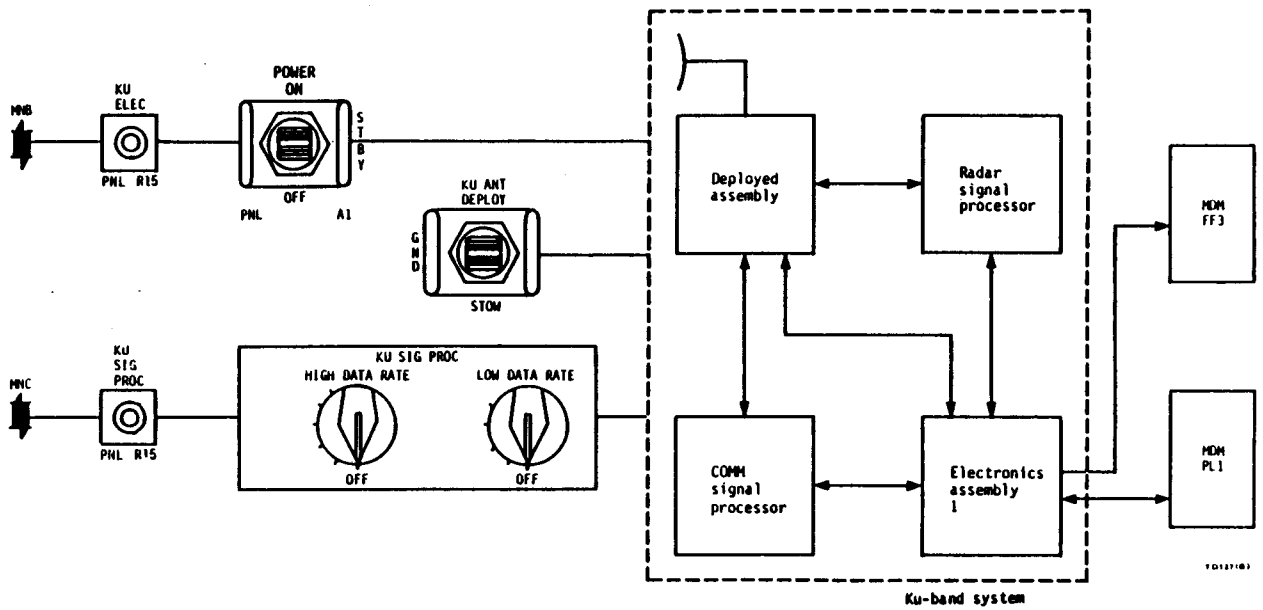 MNB
KU
ELEC
PNL R15
POWER
ON
STBY
OFF
PNL A1
KU ANT
DEPLOY
GND
STOW
MNC
KU
SIG
PROC
PNL R15
KU SIG PROC
HIGH DATA RATE
LOW DATA RATE
OFF
OFF
Deployed
assembly
Radar
signal
processor
COMM
signal
processor
Electronics
assembly
1
MDM
FF3
MDM
PL1
Ku-band system